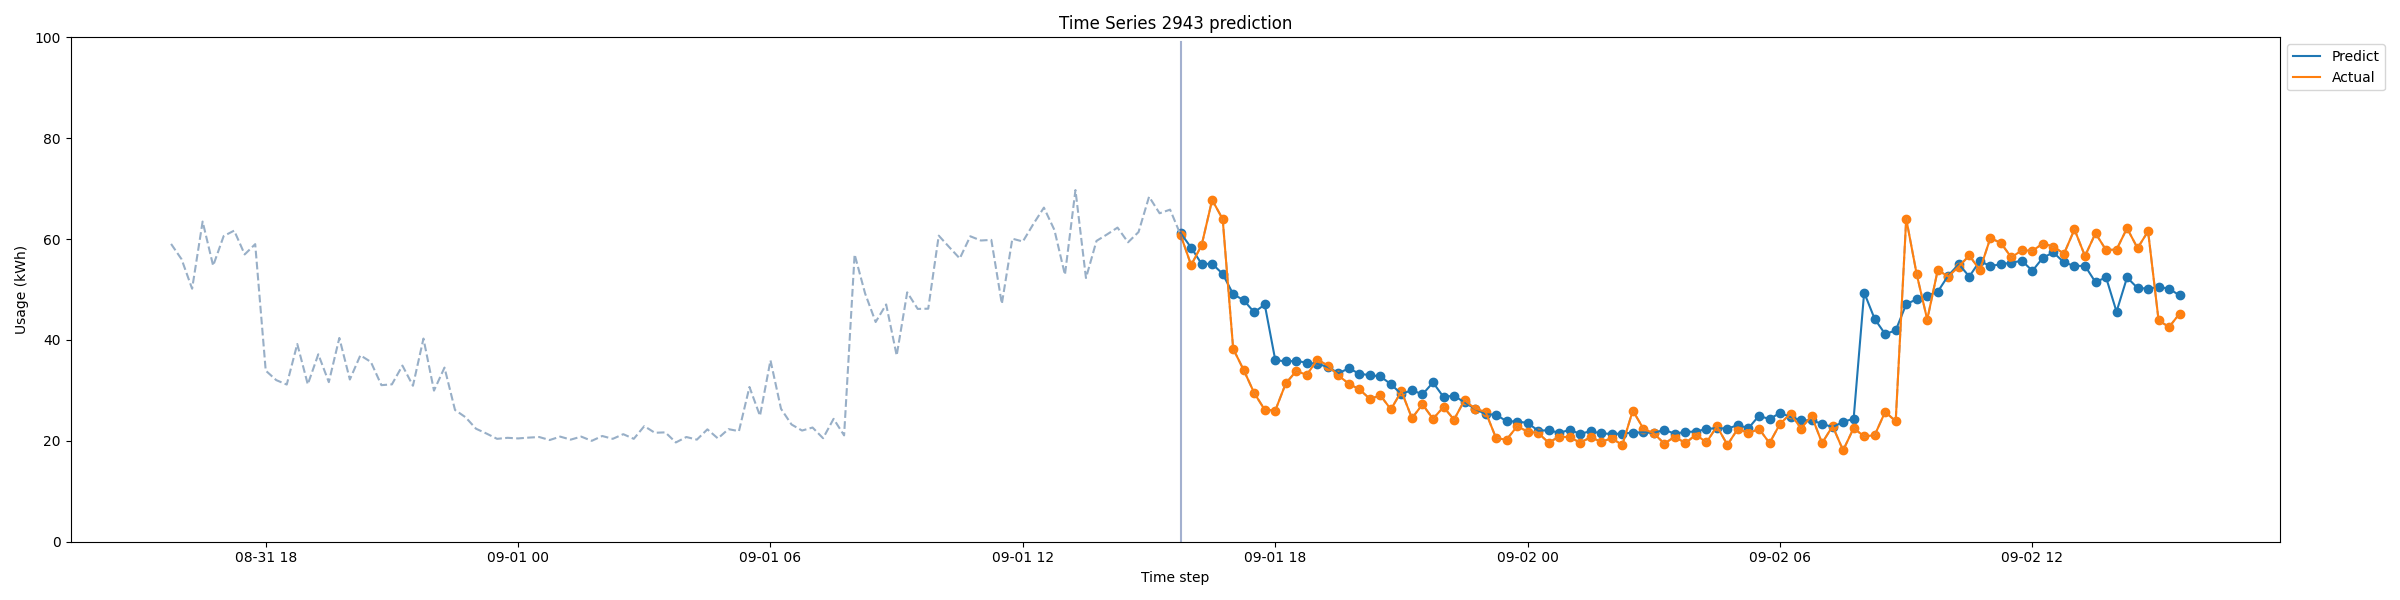 Time Series 2943 prediction
100
80
60
40
20
0
Usage (kWh)
08-31 18
09-01 00
09-01 06
09-01 12
09-01 18
09-02 00
09-02 06
09-02 12
Time step
Predict
Actual